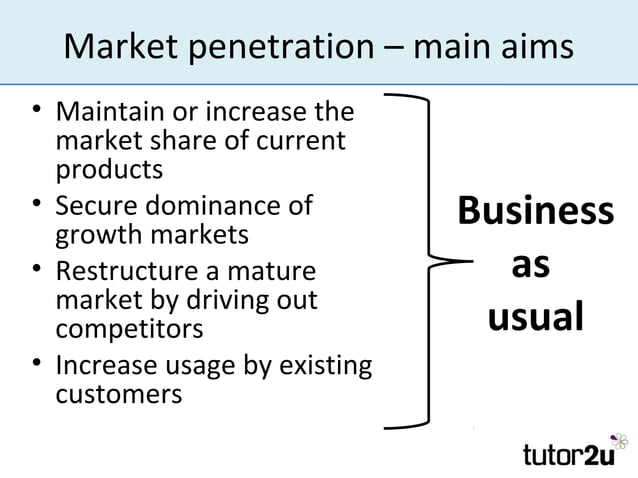 Market penetration – main aims
• Maintain or increase the
market share of current
products
• Secure dominance of
growth markets
• Restructure a mature
market by driving out
competitors
• Increase usage by existing
customers
Business
as
usual
tutor2u